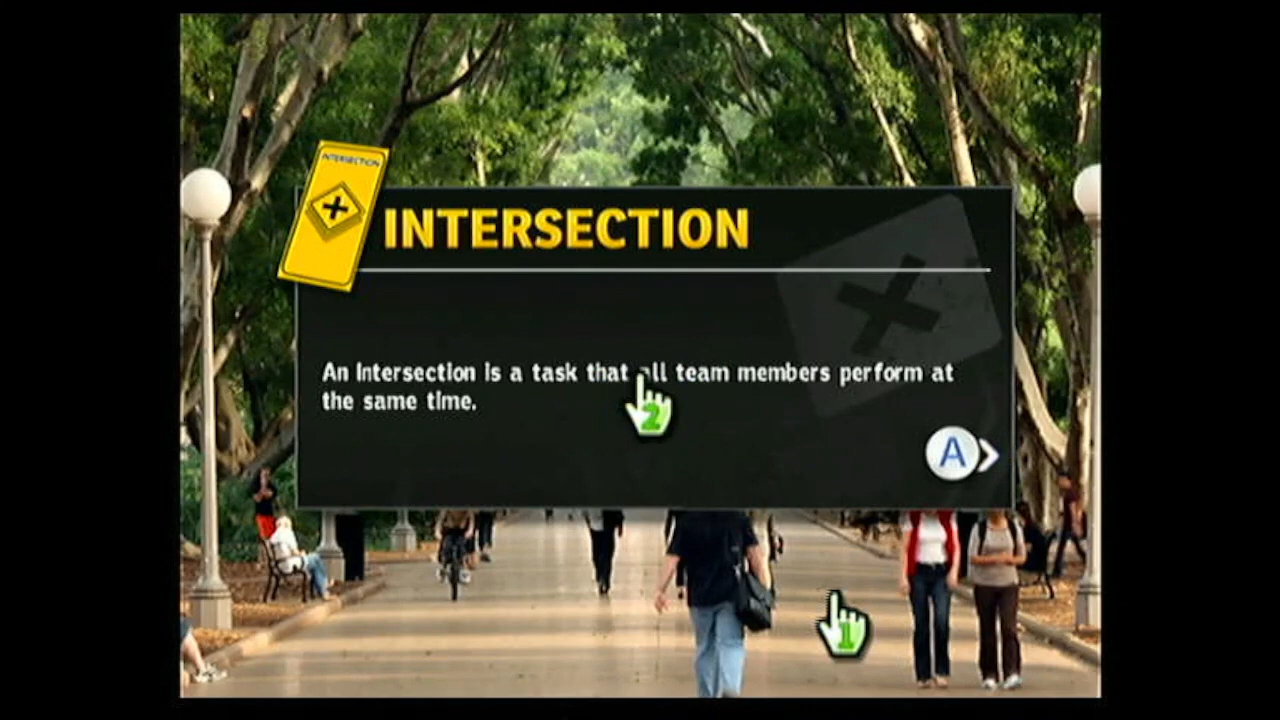 INTERSECTION
INTERSECTION
An Intersection is a task that all team members perform at
the same time.
2
A
1